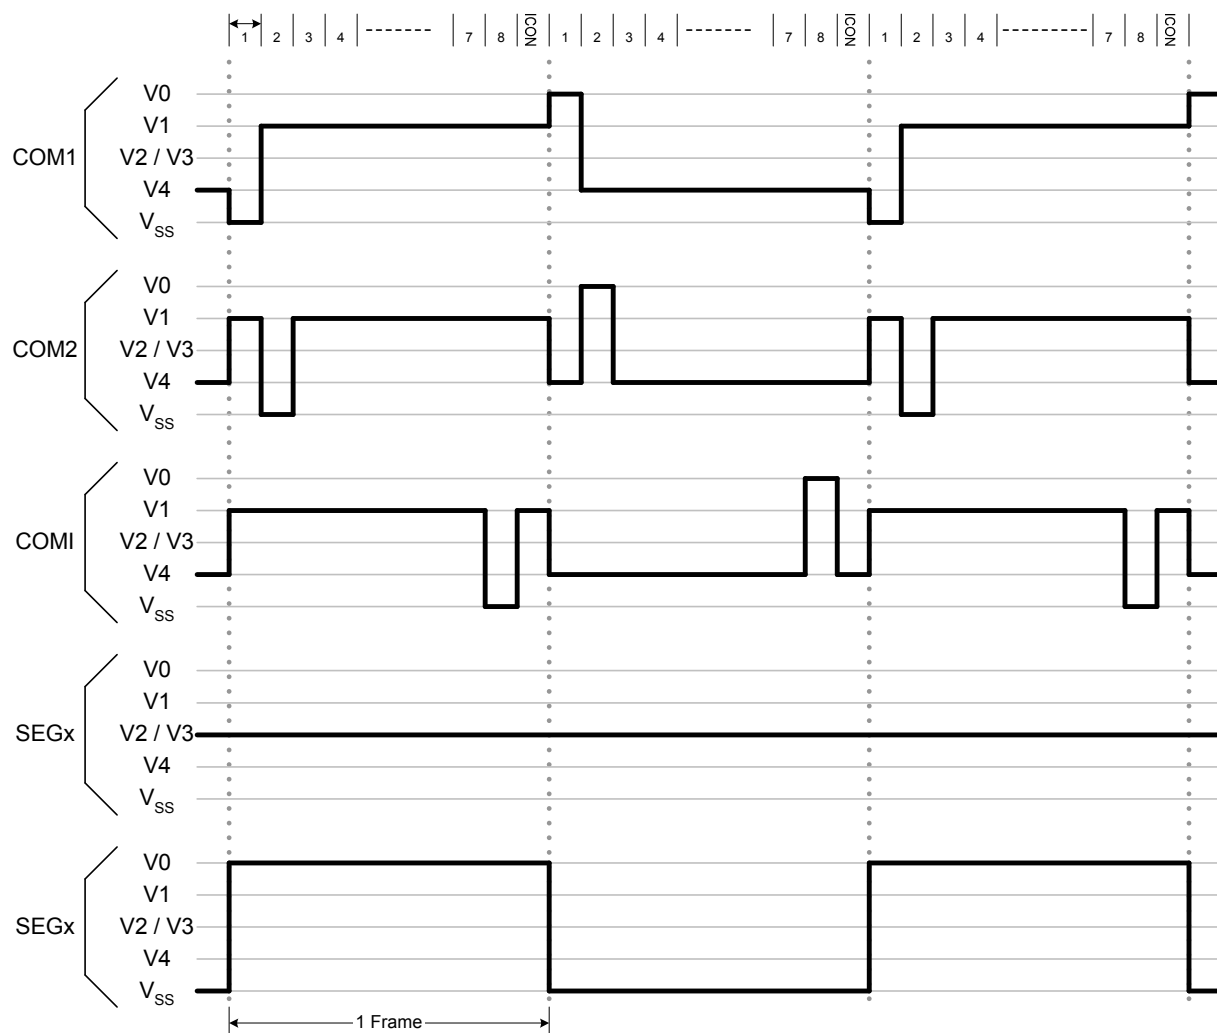 1 2 3 4 7 8 ICON 1 2 3 4 7 8 ICON 1 2 3 4 7 8 ICON
COM1
V0
V1
V2 / V3
V4
VSS
COM2
V0
V1
V2 / V3
V4
VSS
COMI
V0
V1
V2 / V3
V4
VSS
SEGx
V0
V1
V2 / V3
V4
VSS
SEGx
V0
V1
V2 / V3
V4
VSS
1 Frame